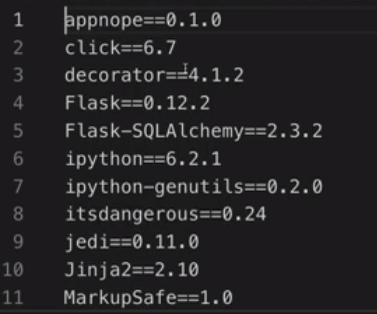 1 appnope==0.1.0
2 click==6.7
3 decorator==4.1.2
4 Flask==0.12.2
5 Flask-SQLAlchemy==2.3.2
6 ipython==6.2.1
7 ipython-genutils==0.2.0
8 itsdangerous==0.24
9 jedi==0.11.0
10 Jinja2==2.10
11 MarkupSafe==1.0